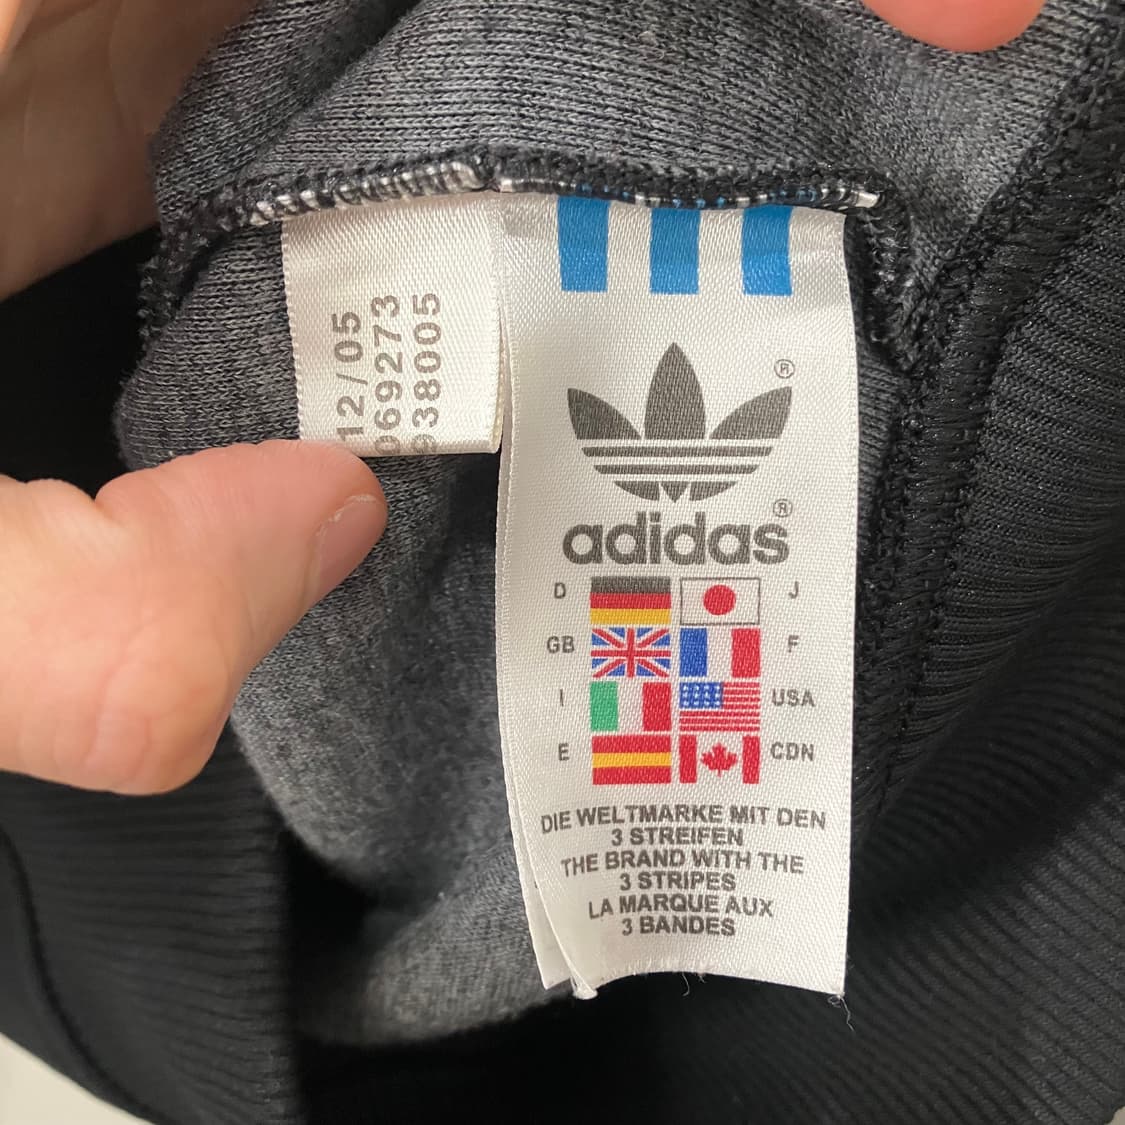 12/05
069273
938005
®
adidas®
D J
GB F
I USA
E CDN
DIE WELTMARKE MIT DEN
3 STREIFEN
THE BRAND WITH THE
3 STRIPES
LA MARQUE AUX
3 BANDES